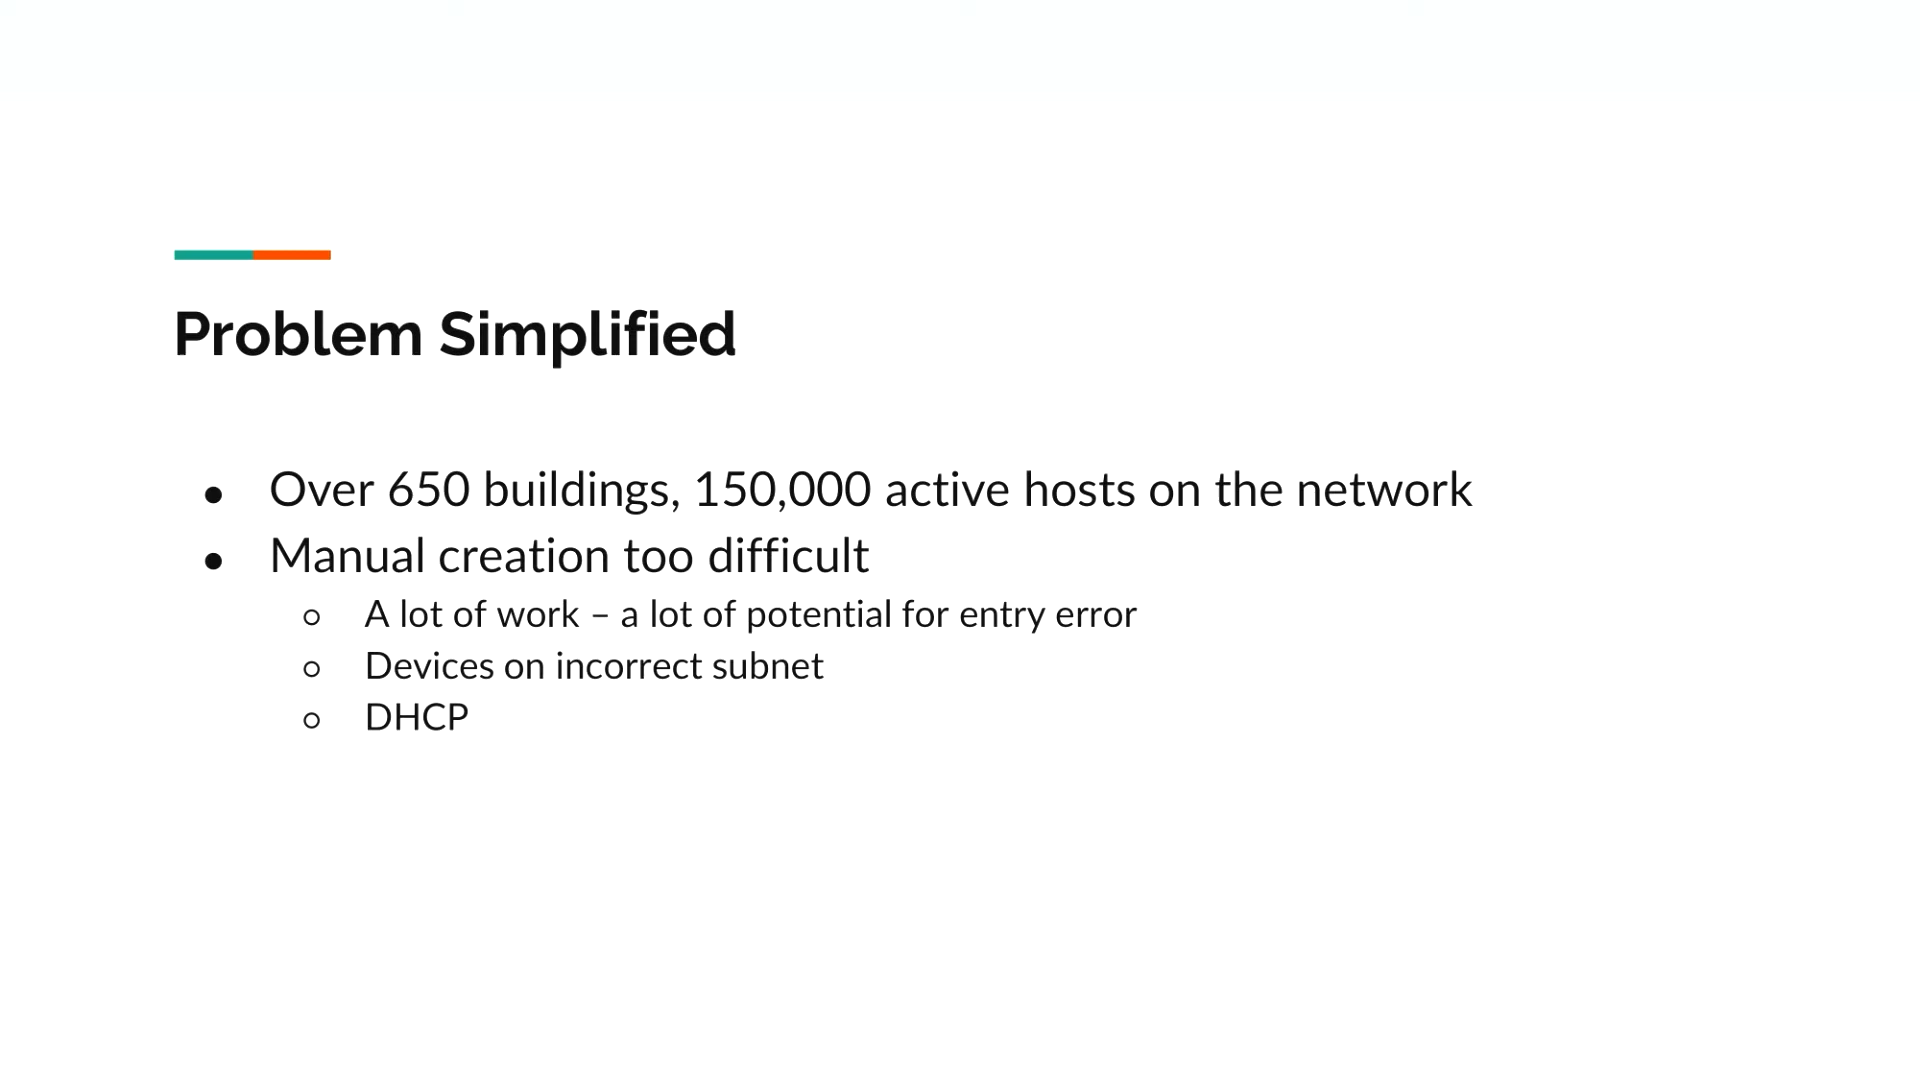 Problem Simplified
● Over 650 buildings, 150,000 active hosts on the network
● Manual creation too difficult
○ A lot of work – a lot of potential for entry error
○ Devices on incorrect subnet
○ DHCP